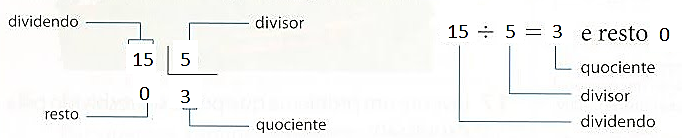 dividendo divisor
15 5
0 3
resto quociente
15 ÷ 5 = 3 e resto 0
quociente
divisor
dividendo